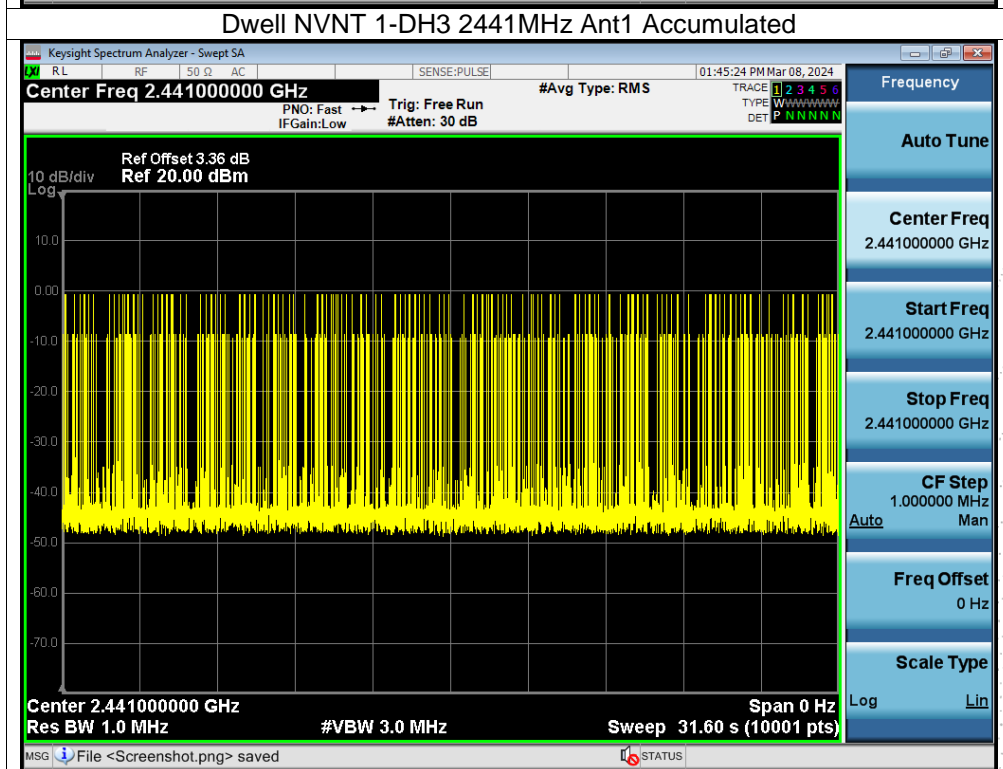 Dwell NVNT 1-DH3 2441MHz Ant1 Accumulated
Keysight Spectrum Analyzer - Swept SA
LXI RL RF 50 Ω AC SENSE:PULSE 01:45:24 PM Mar 08, 2024
Center Freq 2.441000000 GHz
PNO: Fast
IFGain:Low
Trig: Free Run
#Atten: 30 dB
#Avg Type: RMS
TRACE 1 2 3 4 5 6
TYPE WWWWWW
DET P N N N N N
Ref Offset 3.36 dB
10 dB/div Ref 20.00 dBm
Log
10.0
0.00
-10.0
-20.0
-30.0
-40.0
-50.0
-60.0
-70.0
Center 2.441000000 GHz Span 0 Hz
Res BW 1.0 MHz #VBW 3.0 MHz Sweep 31.60 s (10001 pts)
MSG File <Screenshot.png> saved STATUS
Frequency
Auto Tune
Center Freq
2.441000000 GHz
Start Freq
2.441000000 GHz
Stop Freq
2.441000000 GHz
CF Step
1.000000 MHz
Auto Man
Freq Offset
0 Hz
Scale Type
Log Lin